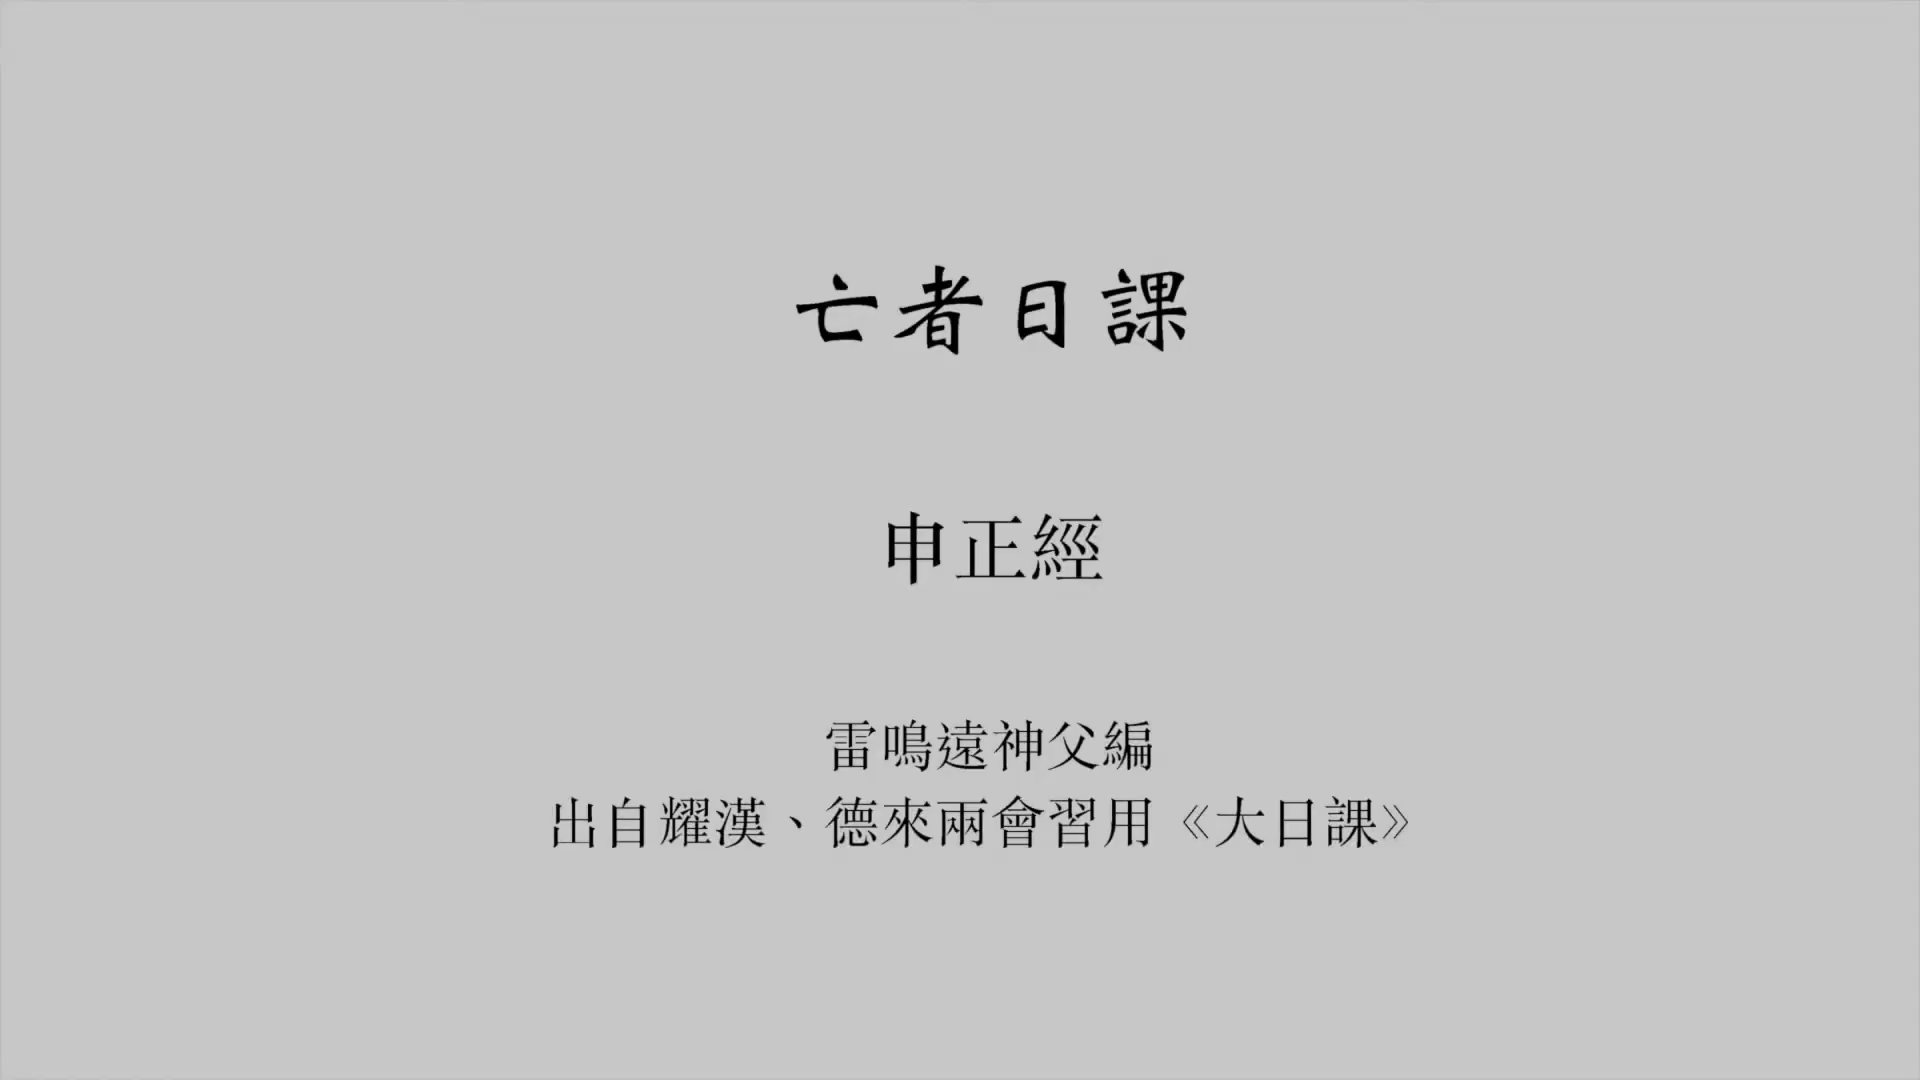 亡者日課
申正經
雷鳴遠神父編
出自耀漢、德來兩會習用《大日課》